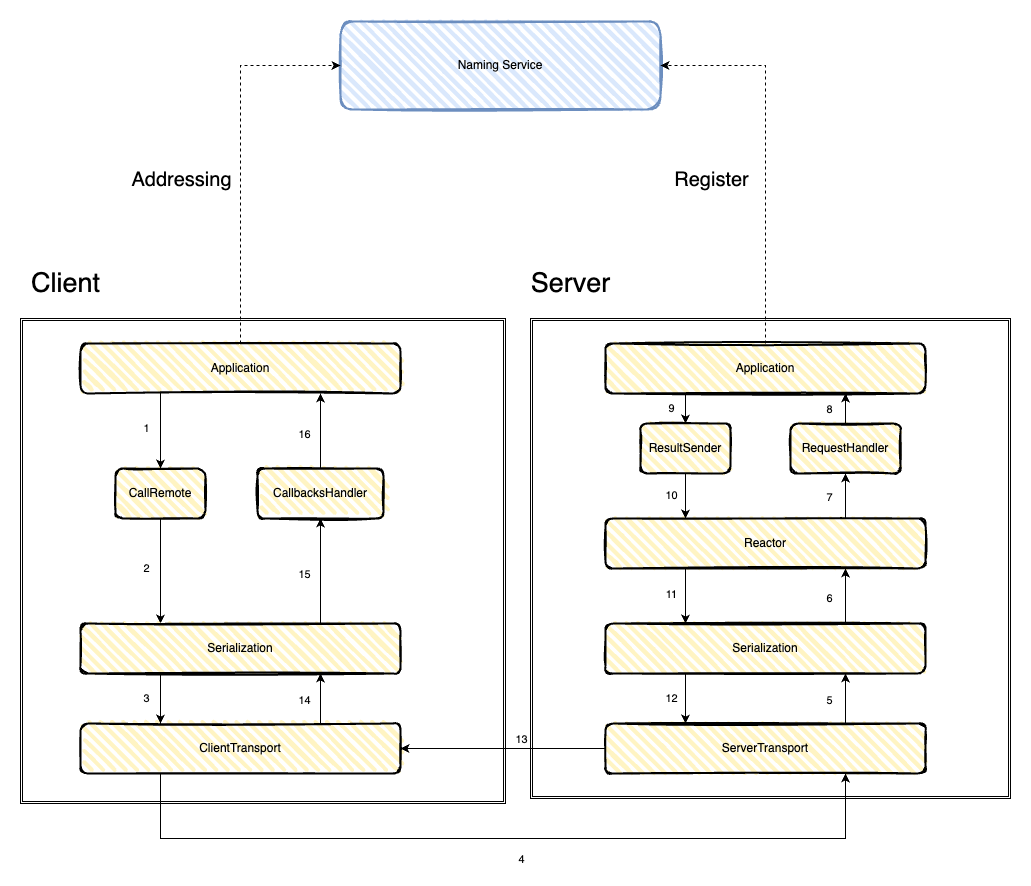 Naming Service
Addressing
Register
Client
Server
Application
Application
9
8
1
16
ResultSender
RequestHandler
CallRemote
CallbacksHandler
10
7
Reactor
2
15
11
6
Serialization
Serialization
3
14
12
5
ClientTransport
13
ServerTransport
4